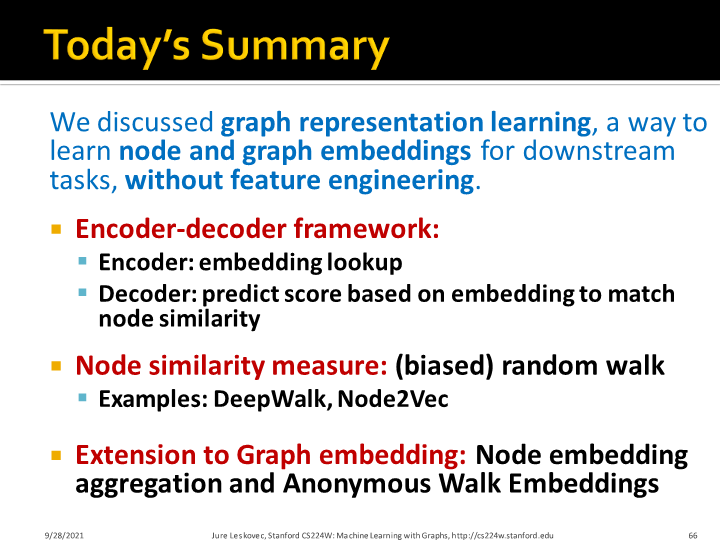 Today's Summary
We discussed graph representation learning, a way to
learn node and graph embeddings for downstream
tasks, without feature engineering.
Encoder-decoder framework:
Encoder: embedding lookup
Decoder: predict score based on embedding to match
node similarity
Node similarity measure: (biased) random walk
Examples: DeepWalk, Node2Vec
Extension to Graph embedding: Node embedding
aggregation and Anonymous Walk Embeddings
9/28/2021
Jure Leskovec, Stanford CS224W: Machine Learning with Graphs, http://cs224w.stanford.edu
66